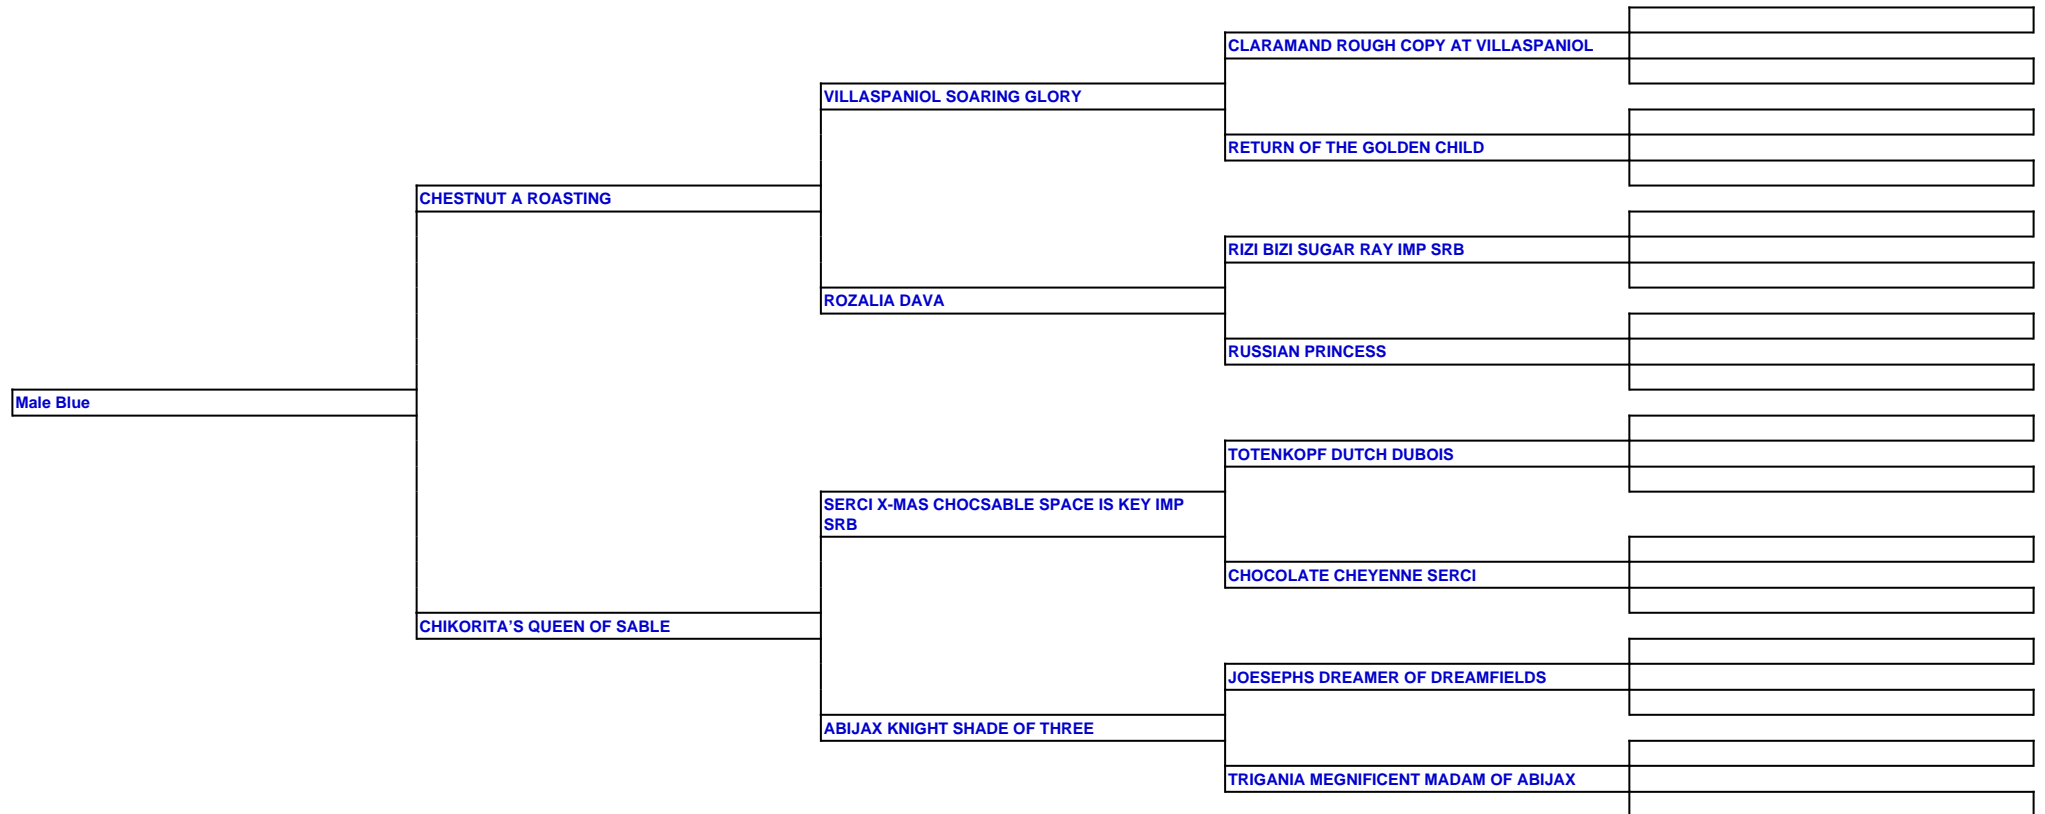 CLARAMAND ROUGH COPY AT VILLASPANIOL
VILLASPANIOL SOARING GLORY
RETURN OF THE GOLDEN CHILD
CHESTNUT A ROASTING
RIZI BIZI SUGAR RAY IMP SRB
ROZALIA DAVA
RUSSIAN PRINCESS
Male Blue
TOTENKOPF DUTCH DUBOIS
SERCI X-MAS CHOCSABLE SPACE IS KEY IMP
SRB
CHOCOLATE CHEYENNE SERCI
CHIKORITA’S QUEEN OF SABLE
JOESEPHS DREAMER OF DREAMFIELDS
ABIJAX KNIGHT SHADE OF THREE
TRIGANIA MEGNIFICENT MADAM OF ABIJAX